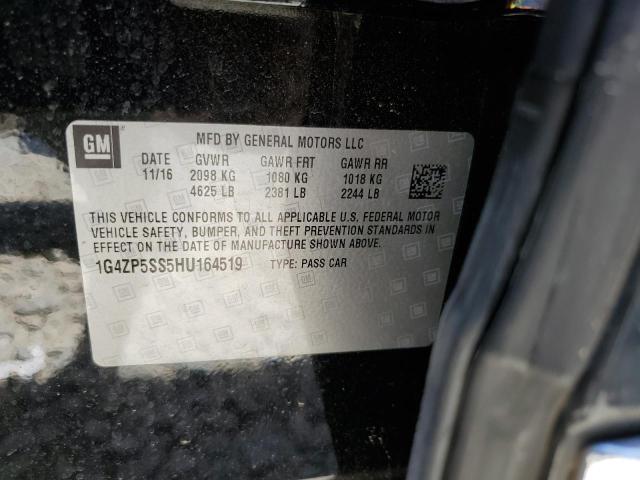 GM
MFD BY GENERAL MOTORS LLC
DATE GVWR GAWR FRT GAWR RR
11/16 2098 KG 1080 KG 1018 KG
4625 LB 2381 LB 2244 LB
THIS VEHICLE CONFORMS TO ALL APPLICABLE U.S. FEDERAL MOTOR
VEHICLE SAFETY, BUMPER, AND THEFT PREVENTION STANDARDS IN
EFFECT ON THE DATE OF MANUFACTURE SHOWN ABOVE.
1G4ZP5SS5HU164519 TYPE: PASS CAR